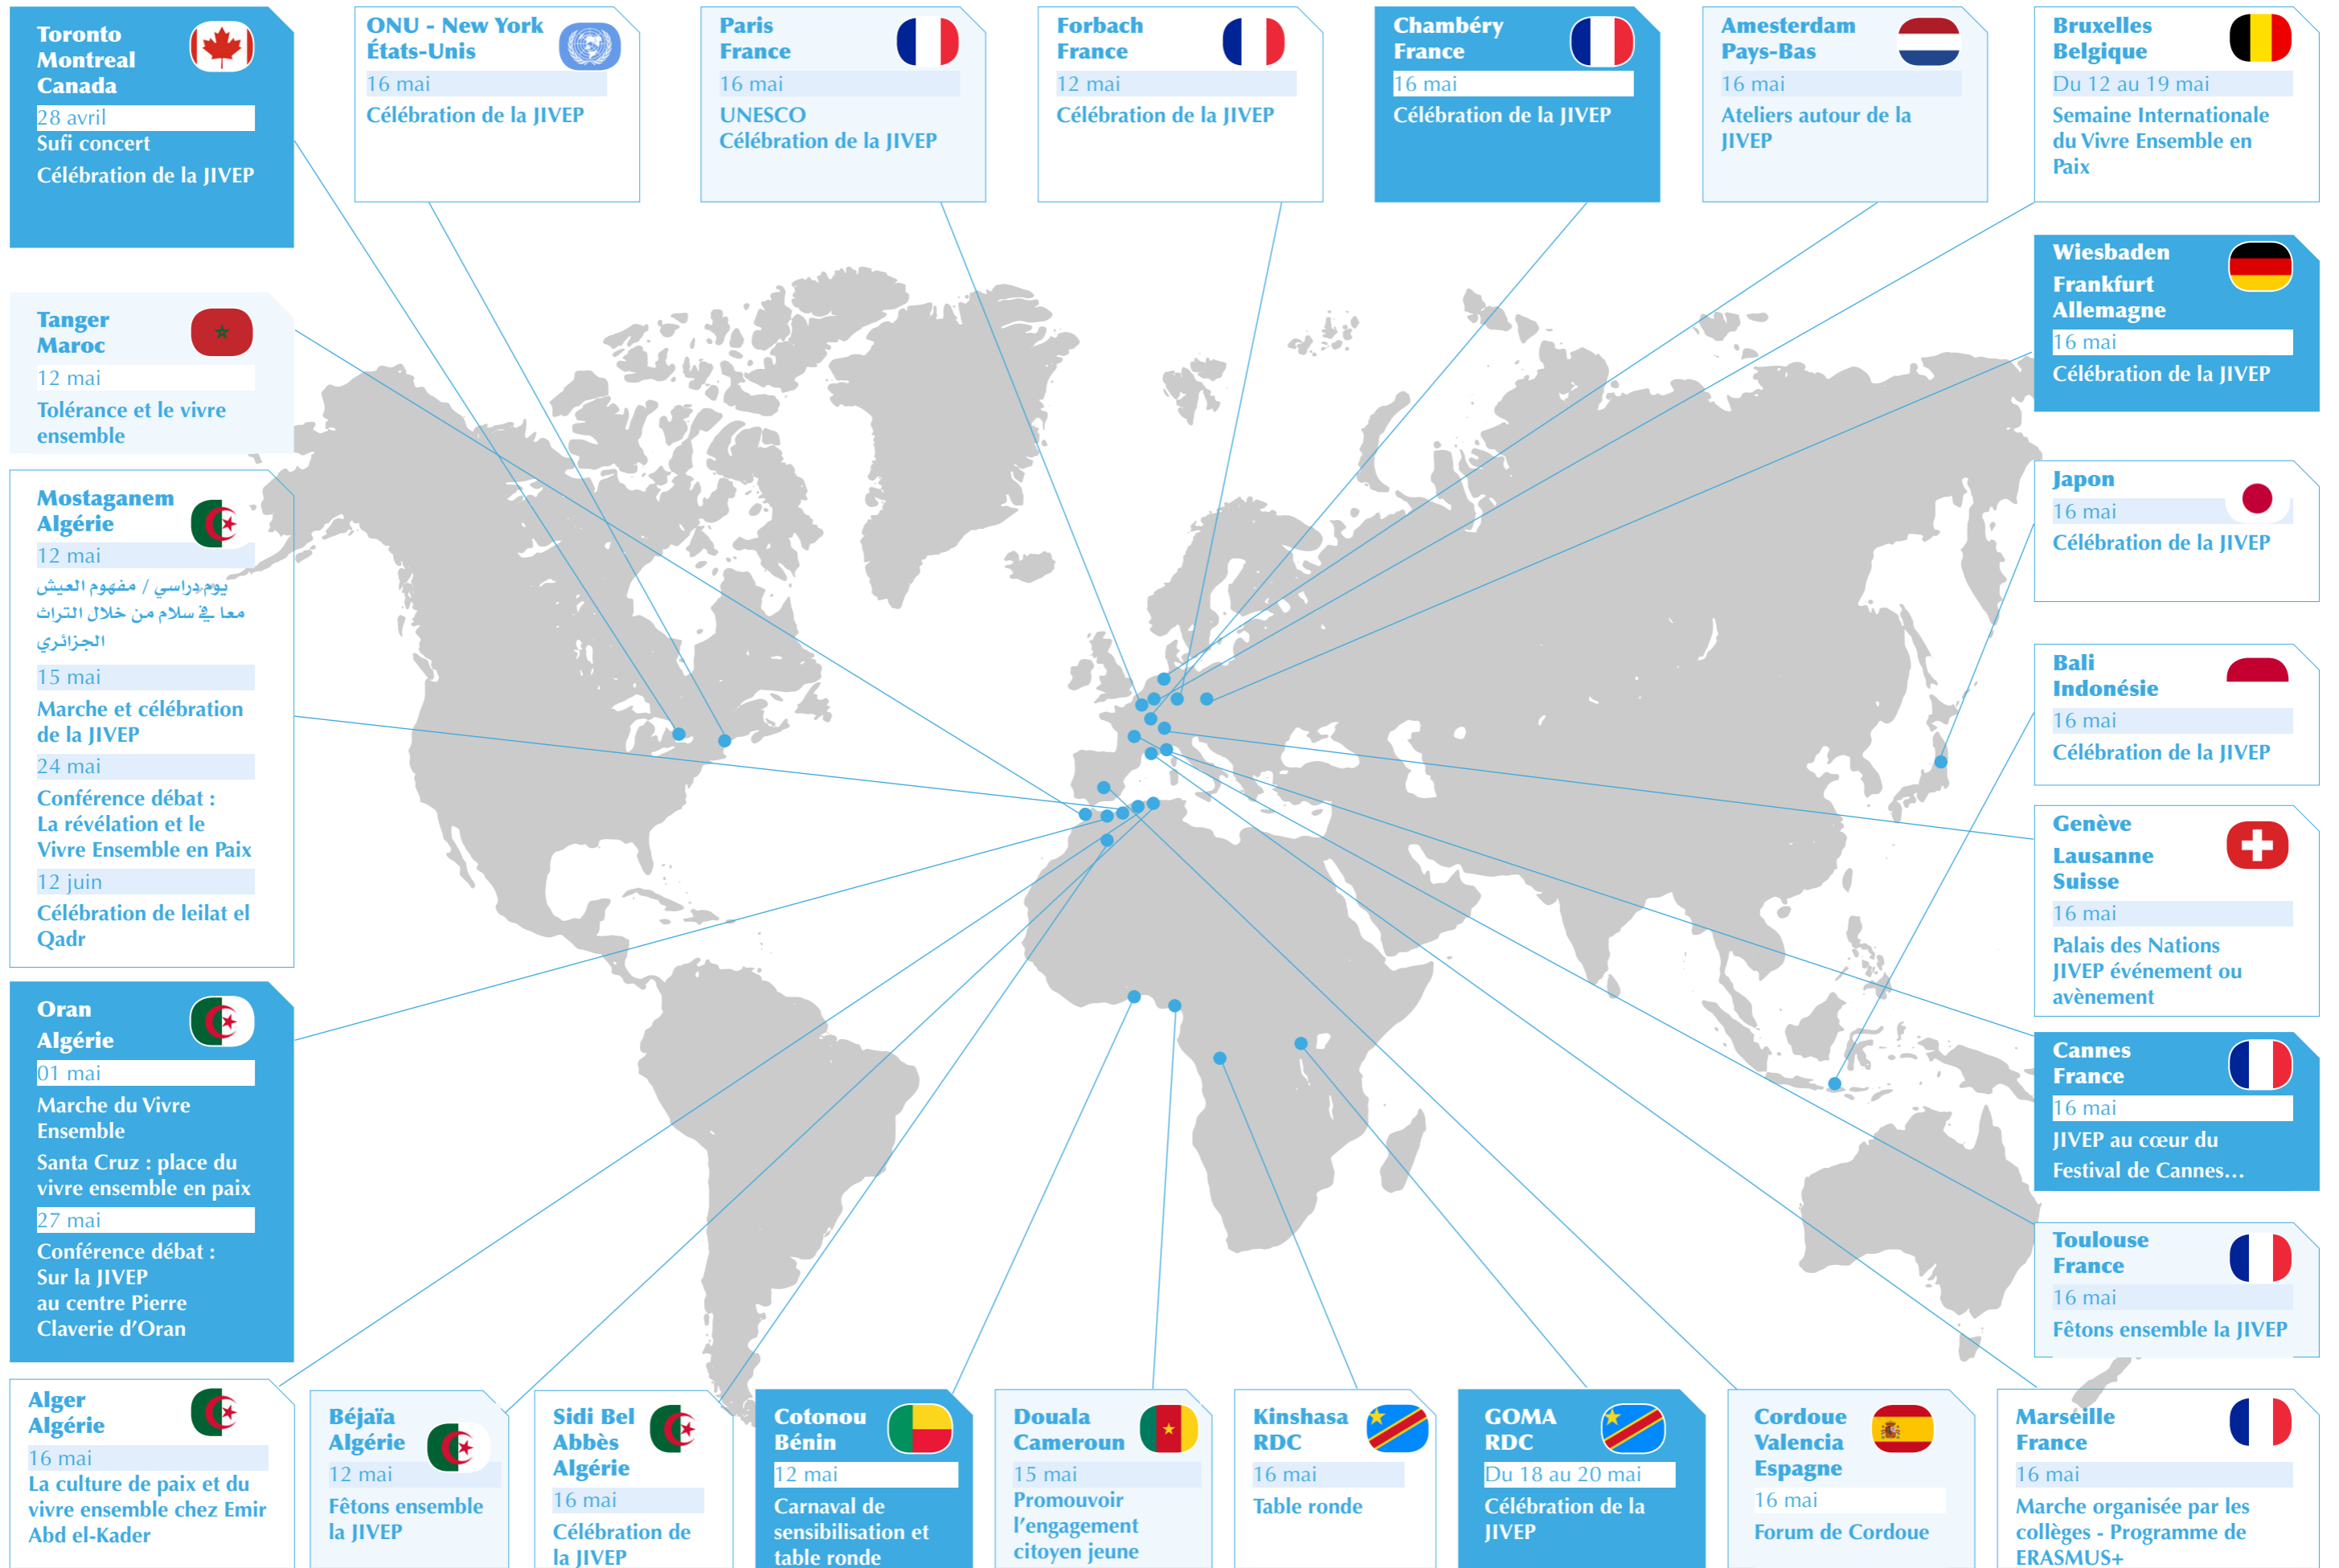 Toronto
Montreal
Canada
28 avril
Sufi concert
Célébration de la JIVEP
ONU - New York
États-Unis
16 mai
Célébration de la JIVEP
Paris
France
16 mai
UNESCO
Célébration de la JIVEP
Forbach
France
12 mai
Célébration de la JIVEP
Chambéry
France
16 mai
Célébration de la JIVEP
Amesterdam
Pays-Bas
16 mai
Ateliers autour de la
JIVEP
Bruxelles
Belgique
Du 12 au 19 mai
Semaine Internationale
du Vivre Ensemble en
Paix
Wiesbaden
Frankfurt
Allemagne
16 mai
Célébration de la JIVEP
Tanger
Maroc
12 mai
Tolérance et le vivre
ensemble
Mostaganem
Algérie
12 mai
يوم دراسي / مفهوم العيش
معا في سلام من خلال التراث
الجزائري
15 mai
Marche et célébration
de la JIVEP
24 mai
Conférence débat :
La révélation et le
Vivre Ensemble en Paix
12 juin
Célébration de leilat el
Qadr
Japon
16 mai
Célébration de la JIVEP
Bali
Indonésie
16 mai
Célébration de la JIVEP
Genève
Lausanne
Suisse
16 mai
Palais des Nations
JIVEP événement ou
avènement
Oran
Algérie
01 mai
Marche du Vivre
Ensemble
Santa Cruz : place du
vivre ensemble en paix
27 mai
Conférence débat :
Sur la JIVEP
au centre Pierre
Claverie d'Oran
Cannes
France
16 mai
JIVEP au cœur du
Festival de Cannes…
Toulouse
France
16 mai
Fêtons ensemble la JIVEP
Alger
Algérie
16 mai
La culture de paix et du
vivre ensemble chez Emir
Abd el-Kader
Béjaïa
Algérie
12 mai
Fêtons ensemble
la JIVEP
Sidi Bel
Abbès
Algérie
16 mai
Célébration de
la JIVEP
Cotonou
Bénin
12 mai
Carnaval de
sensibilisation et
table ronde
Douala
Cameroun
15 mai
Promouvoir
l'engagement
citoyen jeune
Kinshasa
RDC
16 mai
Table ronde
GOMA
RDC
Du 18 au 20 mai
Célébration de la
JIVEP
Cordoue
Valencia
Espagne
16 mai
Forum de Cordoue
Marseille
France
16 mai
Marche organisée par les
collèges - Programme de
ERASMUS+